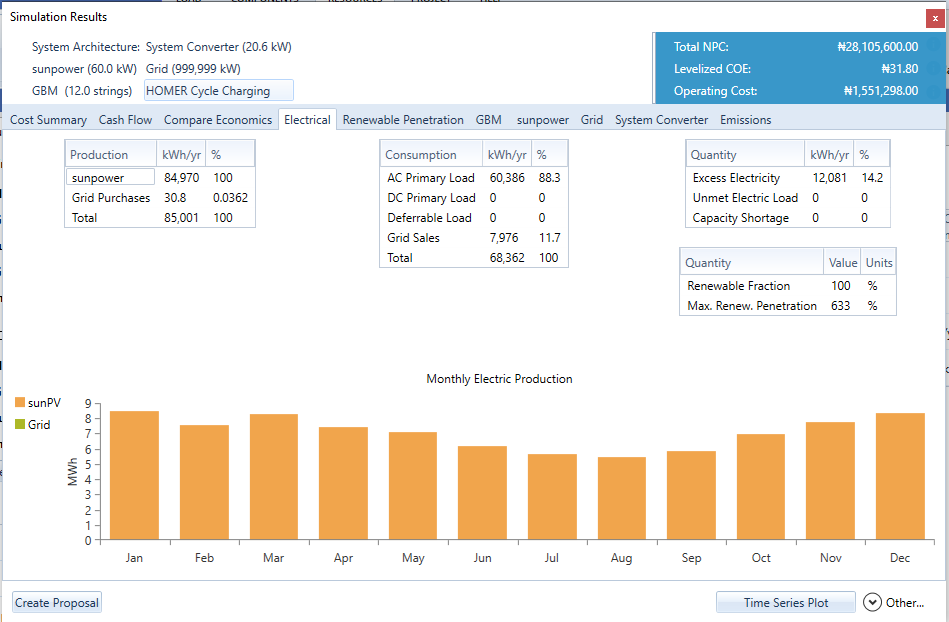 Simulation Results
x
System Architecture: System Converter (20.6 kW)
sunpower (60.0 kW) Grid (999,999 kW)
GBM (12.0 strings) HOMER Cycle Charging
Total NPC: ₦28,105,600.00
Levelized COE: ₦31.80
Operating Cost: ₦1,551,298.00
Cost Summary Cash Flow Compare Economics Electrical Renewable Penetration GBM sunpower Grid System Converter Emissions
Production kWh/yr %
sunpower 84,970 100
Grid Purchases 30.8 0.0362
Total 85,001 100
Consumption kWh/yr %
AC Primary Load 60,386 88.3
DC Primary Load 0 0
Deferrable Load 0 0
Grid Sales 7,976 11.7
Total 68,362 100
Quantity kWh/yr %
Excess Electricity 12,081 14.2
Unmet Electric Load 0 0
Capacity Shortage 0 0
Quantity Value Units
Renewable Fraction 100 %
Max. Renew. Penetration 633 %
Monthly Electric Production
sunPV
Grid
MWh
9
8
7
6
5
4
3
2
1
0
Jan Feb Mar Apr May Jun Jul Aug Sep Oct Nov Dec
Create Proposal
Time Series Plot
Other...